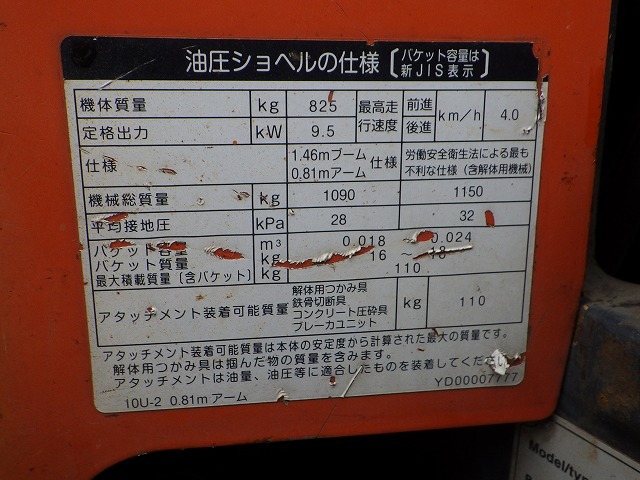 油圧ショベルの仕様〔バケット容量は新JIS表示〕
機体質量 kg 825 最高走行速度 前進 後進 km/h 4.0
定格出力 kW 9.5
仕様 1.46mブーム 0.81mアーム 仕様 労働安全衛生法による最も不利な仕様（含解体用機械）
機械総質量 kg 1090 1150
平均接地圧 kPa 28 32
バケット容量 m³ 0.018 0.024
バケット質量 kg 16 ～ 18
最大積載質量〔含バケット〕 kg 110
アタッチメント装着可能質量 解体用つかみ具 鉄骨切断具 コンクリート圧砕具 ブレーカユニット kg 110
アタッチメント装着可能質量は本体の安定度から計算された最大の質量です。
解体用つかみ具は掴んだ物の質量を含みます。
アタッチメントは油量、油圧等に適合したものを装着してください
10U-2 0.81mアーム YD00007777
Model/typ